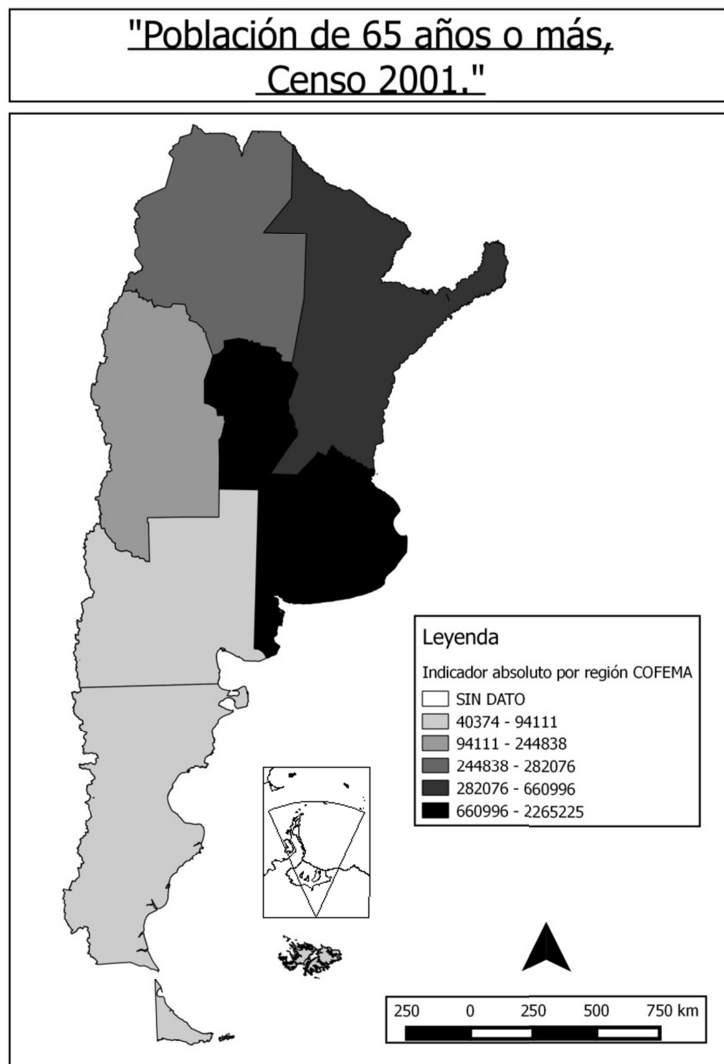 "Población de 65 años o más,
Censo 2001."
Leyenda
Indicador absoluto por región COFEMA
SIN DATO
40374 - 94111
94111 - 244838
244838 - 282076
282076 - 660996
660996 - 2265225
250 0 250 500 750 km